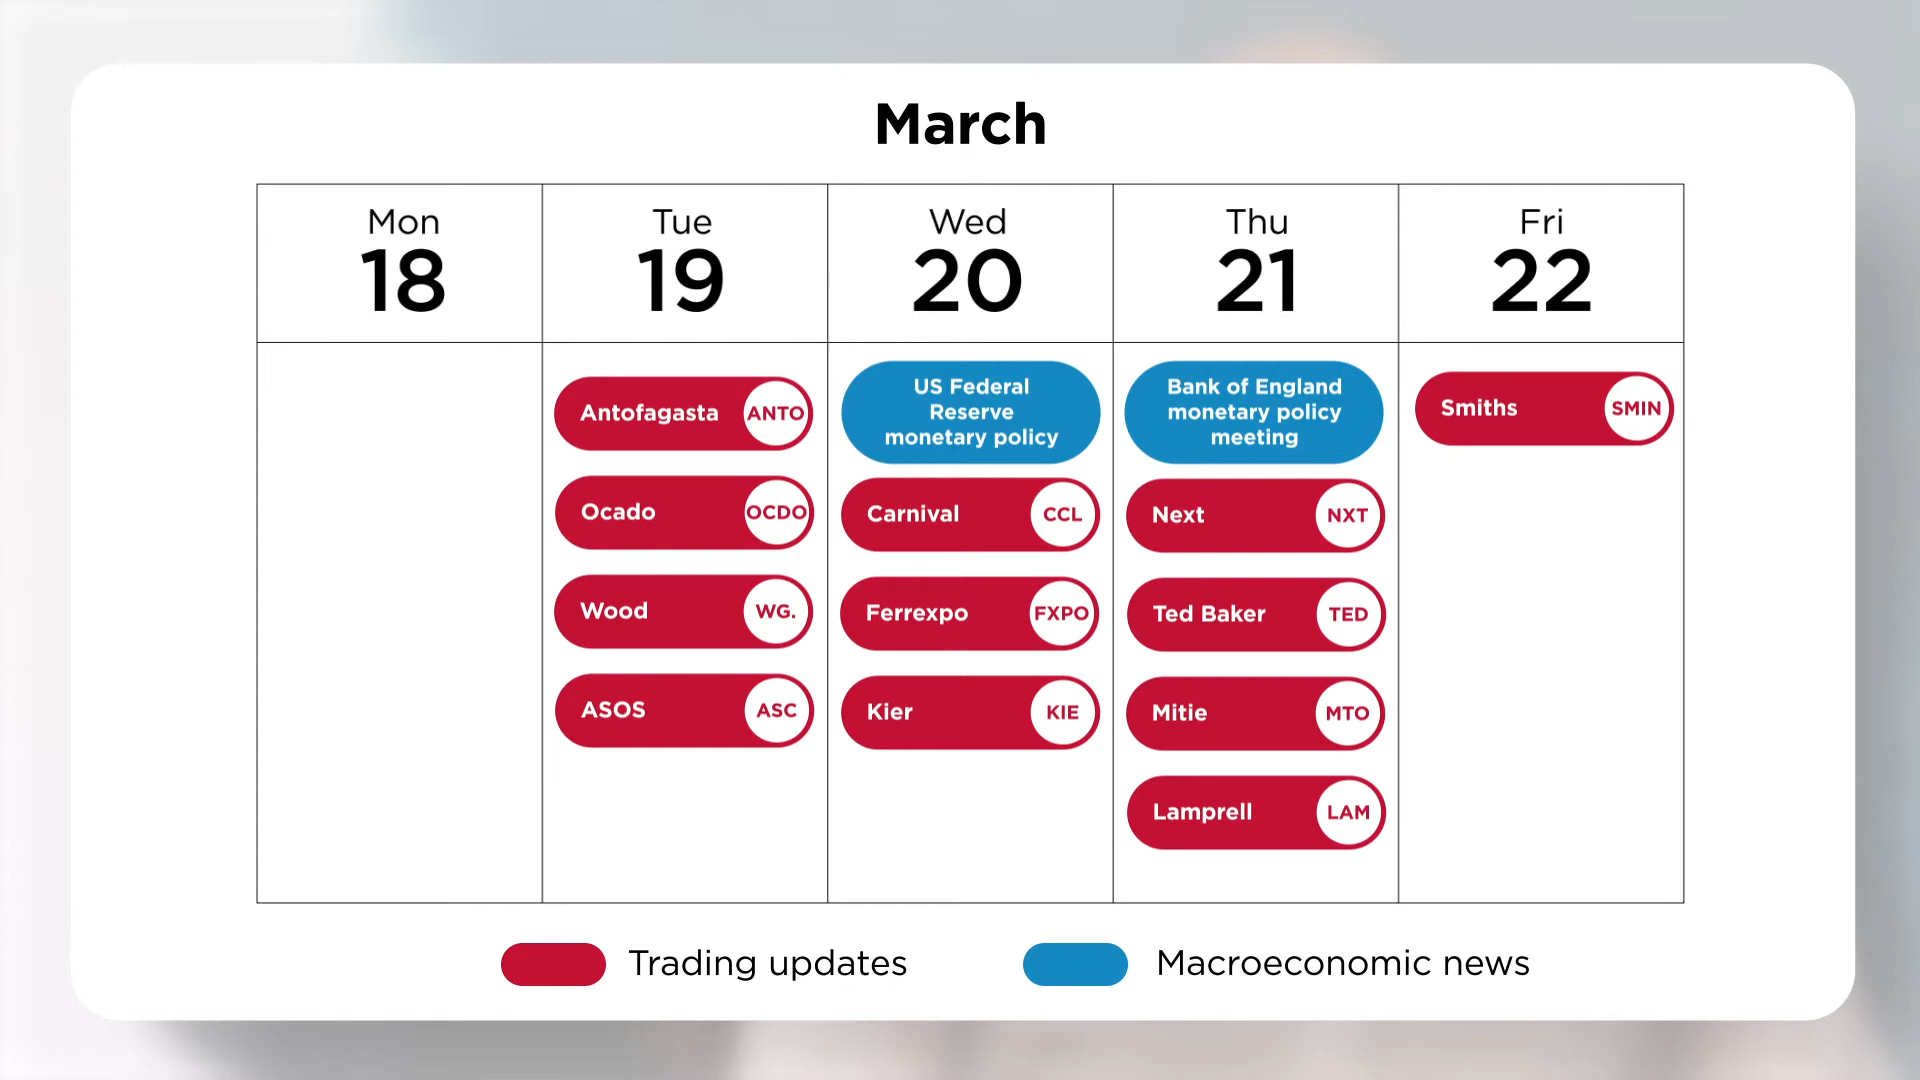 March
Mon
18
Tue
19
Wed
20
Thu
21
Fri
22
Antofagasta ANTO
Ocado OCDO
Wood WG.
ASOS ASC
US Federal
Reserve
monetary policy
Carnival CCL
Ferrexpo FXPO
Kier KIE
Bank of England
monetary policy
meeting
Next NXT
Ted Baker TED
Mitie MTO
Lamprell LAM
Smiths SMIN
Trading updates
Macroeconomic news